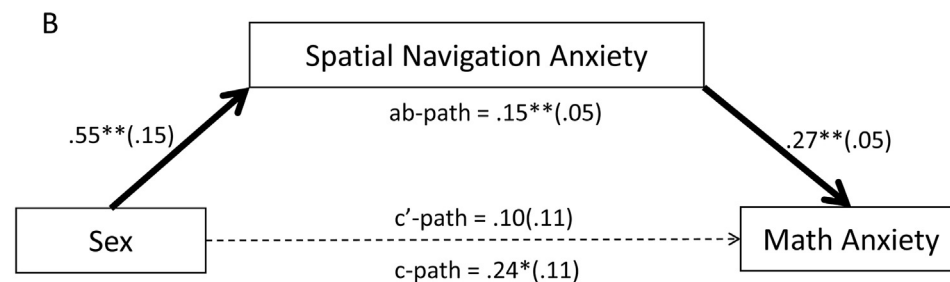 B
Spatial Navigation Anxiety
ab-path = .15**(.05)
.55**(.15)
.27**(.05)
c’-path = .10(.11)
Sex
Math Anxiety
c-path = .24*(.11)